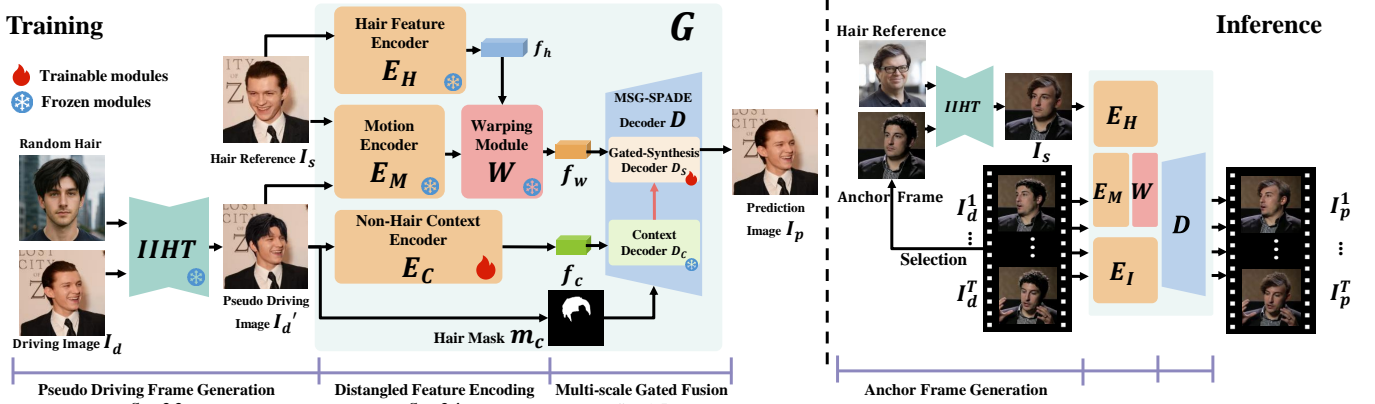 Training
Trainable modules
Frozen modules
Random Hair
Driving Image I_d
IIHT
Hair Reference I_s
Pseudo Driving
Image I_d'
G
Hair Feature
Encoder
E_H
f_h
Motion
Encoder
E_M
Warping
Module
W
f_w
Non-Hair Context
Encoder
E_C
f_c
Hair Mask m_c
MSG-SPADE
Decoder D
Gated-Synthesis
Decoder D_S
Context
Decoder D_C
Prediction
Image I_p
Pseudo Driving Frame Generation
Distangled Feature Encoding
Multi-scale Gated Fusion
Inference
Hair Reference
IIHT
I_s
Anchor Frame
Selection
I_d^1
⋮
I_d^T
E_H
E_M
W
E_I
D
I_p^1
⋮
I_p^T
Anchor Frame Generation